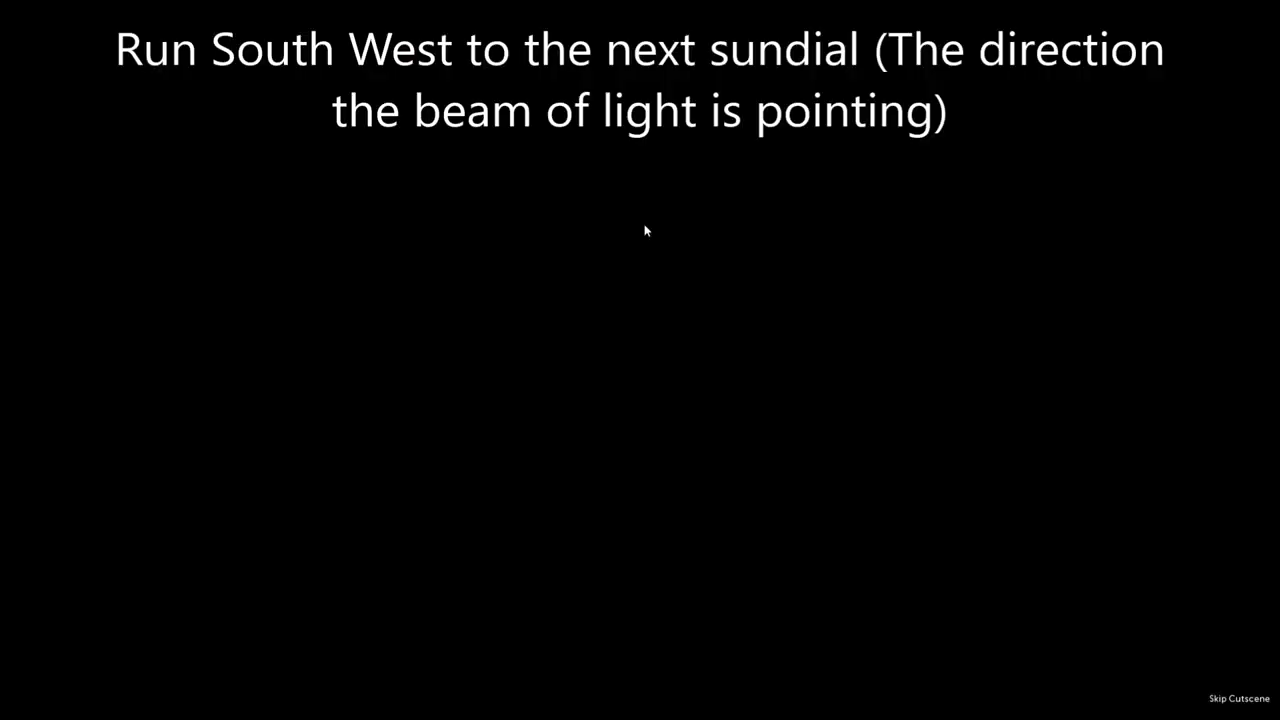 Run South West to the next sundial (The direction
the beam of light is pointing)
Skip Cutscene